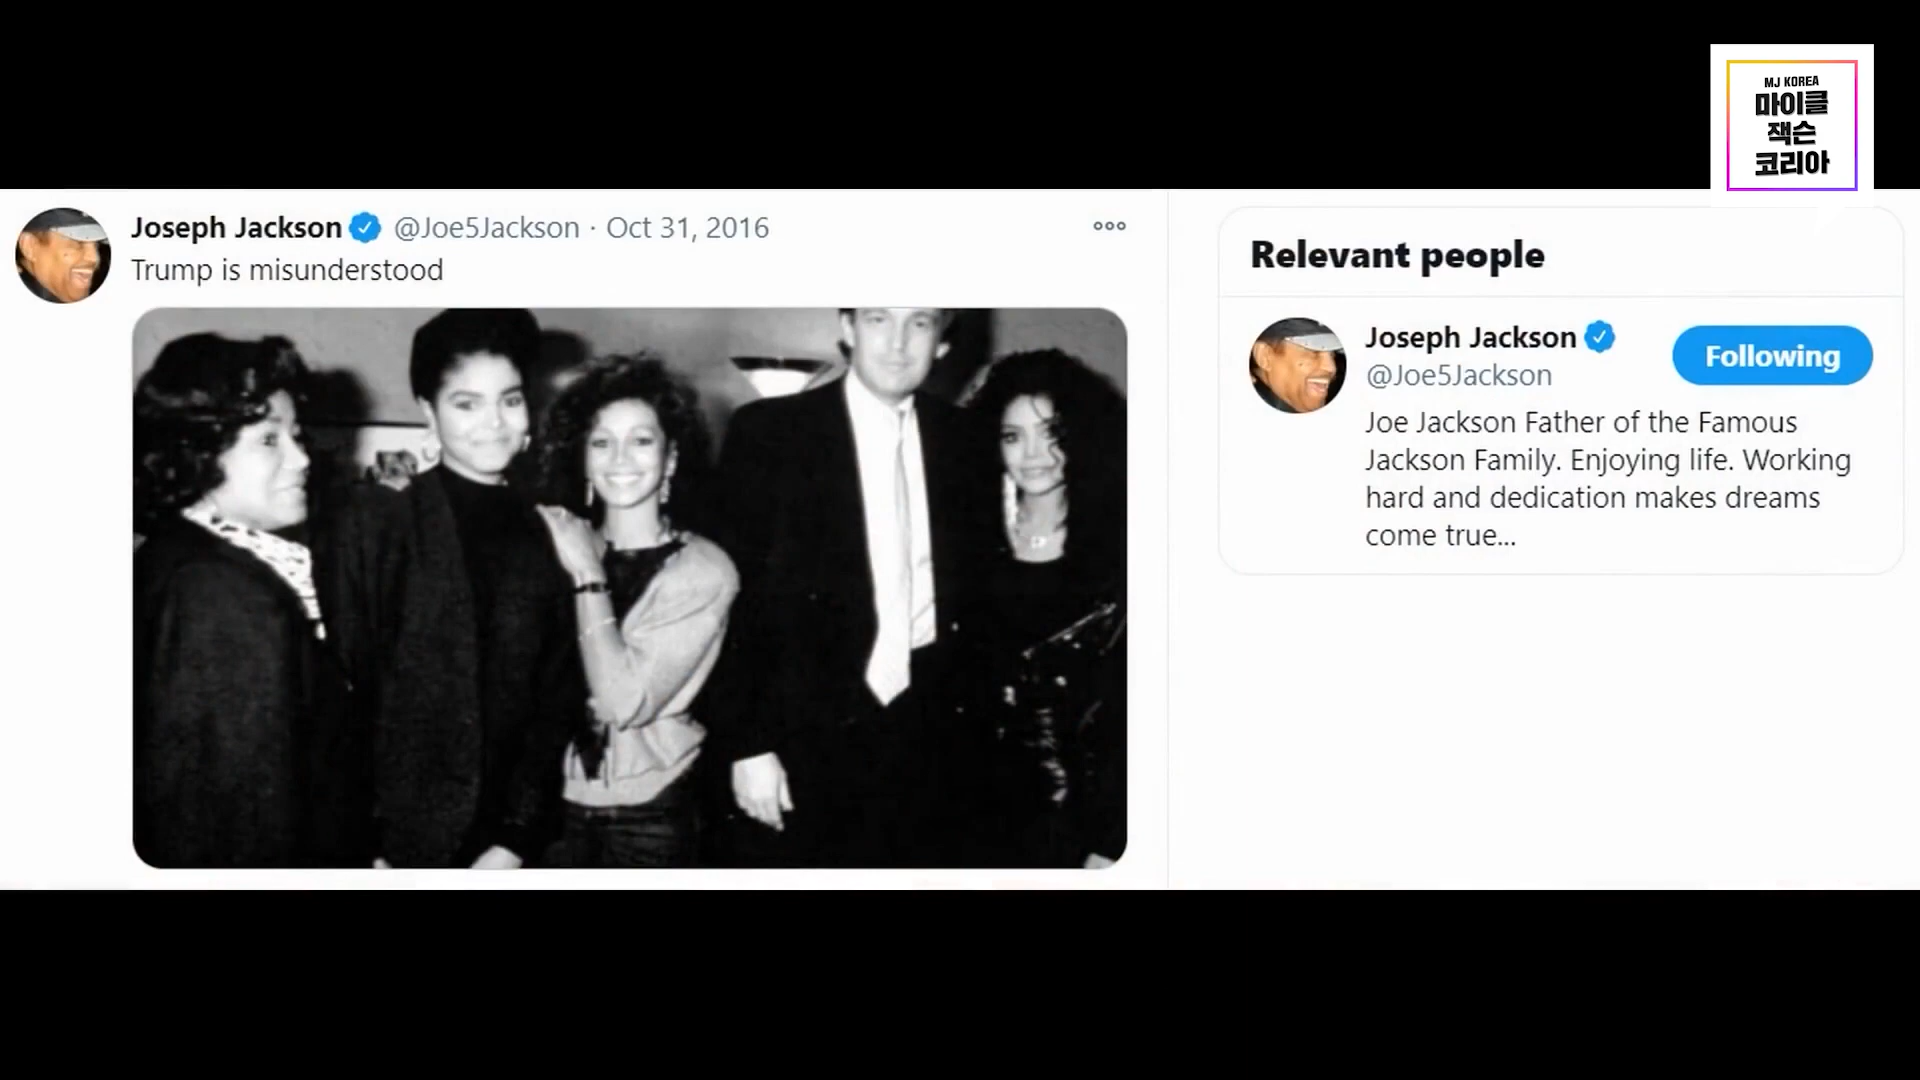 MJ KOREA
마이클
잭슨
코리아
Joseph Jackson @Joe5Jackson · Oct 31, 2016
Trump is misunderstood
Relevant people
Joseph Jackson
@Joe5Jackson
Following
Joe Jackson Father of the Famous
Jackson Family. Enjoying life. Working
hard and dedication makes dreams
come true...